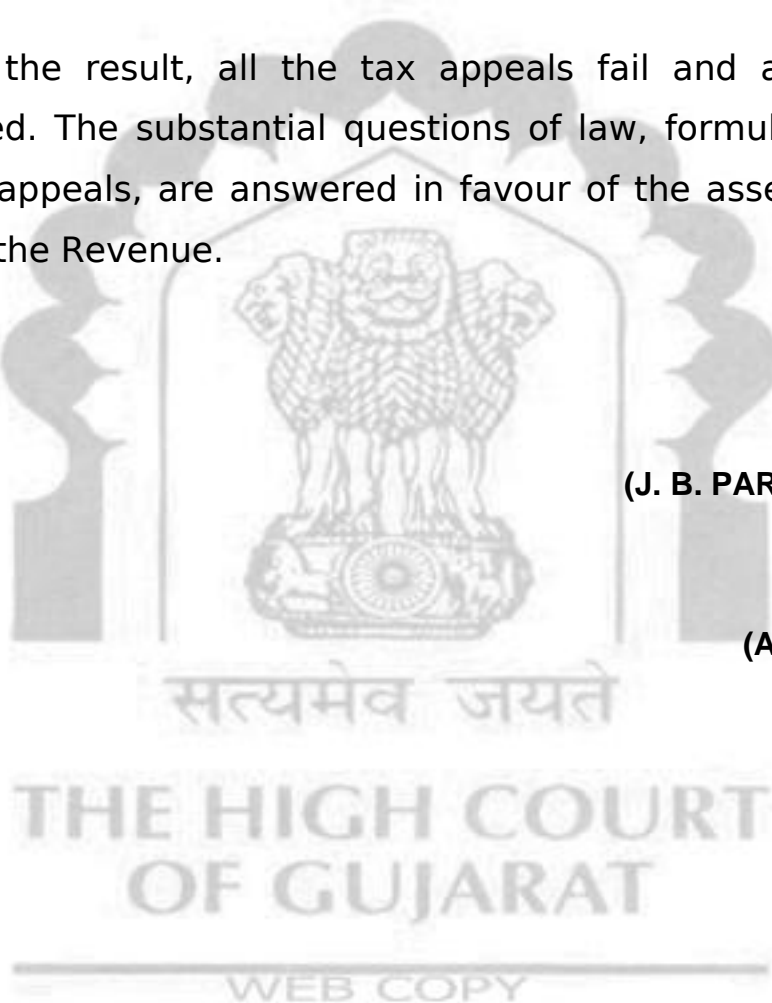 the result, all the tax appeals fail and a
ed. The substantial questions of law, formul
appeals, are answered in favour of the asse
the Revenue.
(J. B. PAR
(A
सत्यमेव जयते
THE HIGH COURT
OF GUJARAT
WEB COPY